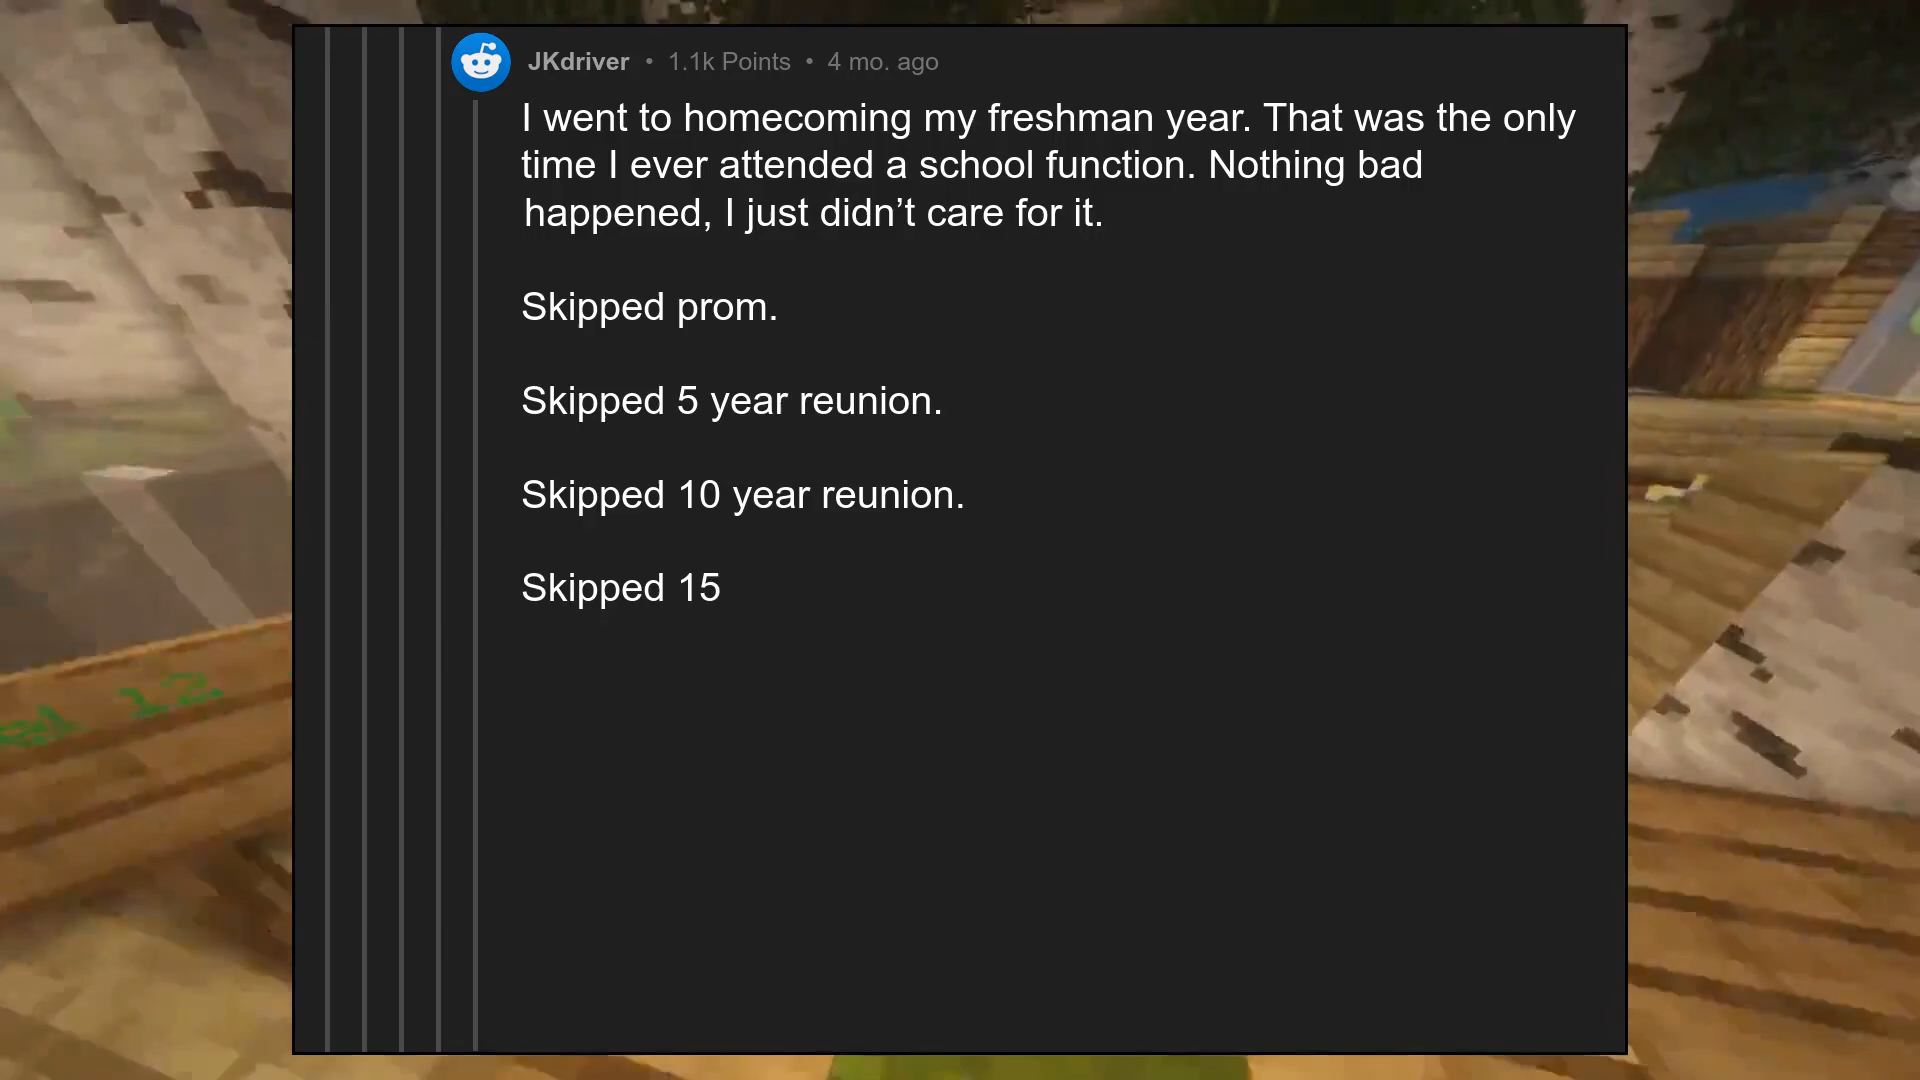 JKdriver • 1.1k Points • 4 mo. ago
I went to homecoming my freshman year. That was the only
time I ever attended a school function. Nothing bad
happened, I just didn’t care for it.
Skipped prom.
Skipped 5 year reunion.
Skipped 10 year reunion.
Skipped 15
12